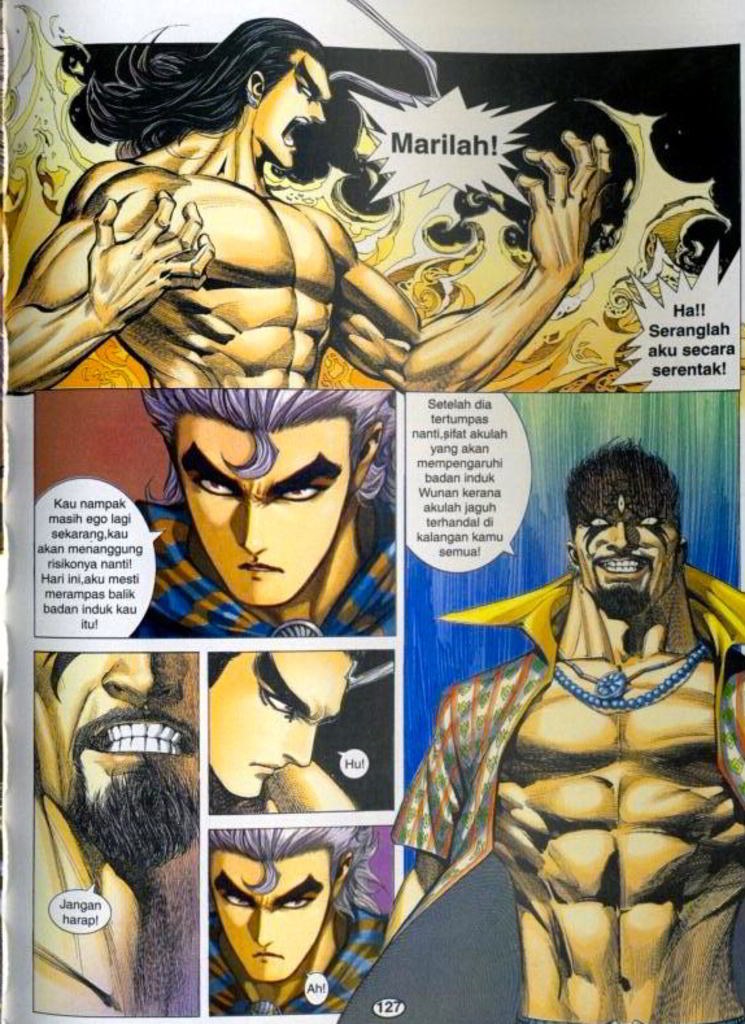 Marilah!
Ha!!
Seranglah
aku secara
serentak!
Kau nampak
masih ego lagi
sekarang,kau
akan menanggung
risikonya nanti!
Hari ini,aku mesti
merampas balik
badan induk kau
itu!
Setelah dia
tertumpas
nanti,sifat akulah
yang akan
mempengaruhi
badan induk
Wunan kerana
akulah jaguh
terhandal di
kalangan kamu
semua!
Jangan
harap!
Hu!
Ah!
127